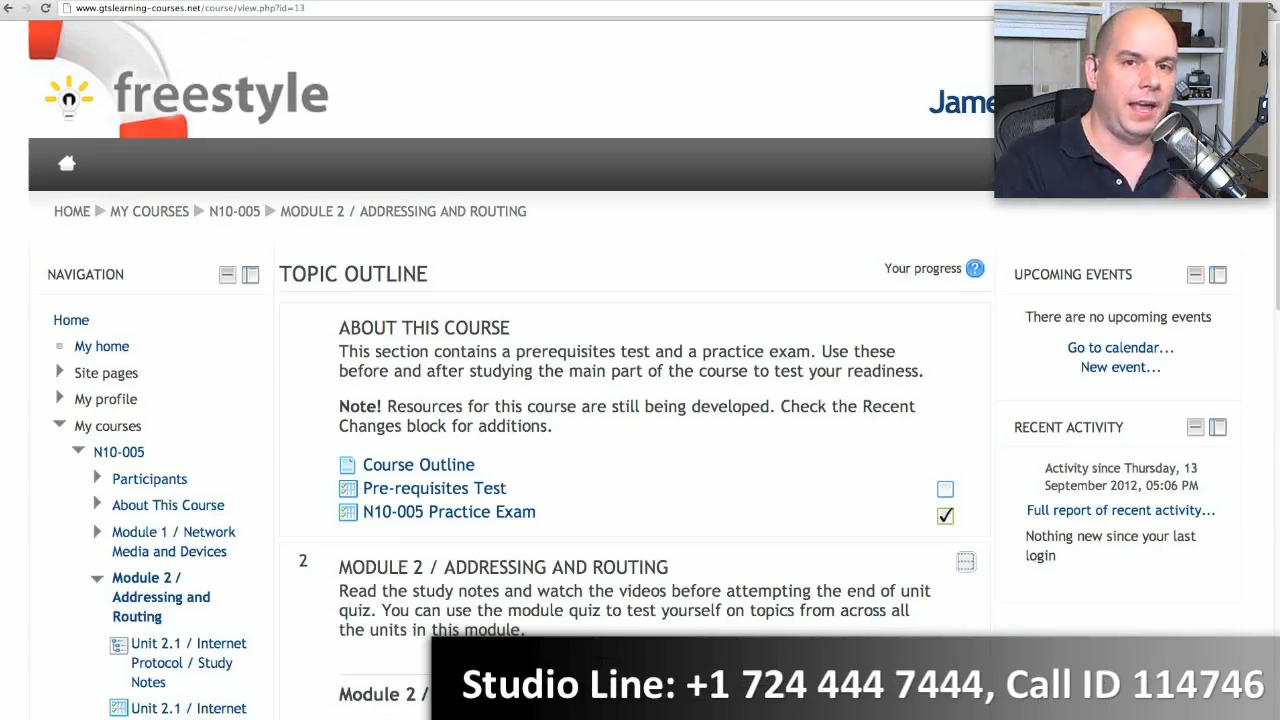 www.gtslearning-courses.net/course/view.php?id=13
freestyle
Jame
HOME MY COURSES N10-005 MODULE 2 / ADDRESSING AND ROUTING
NAVIGATION
Home
My home
Site pages
My profile
My courses
N10-005
Participants
About This Course
Module 1 / Network
Media and Devices
Module 2 /
Addressing and
Routing
Unit 2.1 / Internet
Protocol / Study
Notes
Unit 2.1 / Internet
TOPIC OUTLINE
Your progress ?
ABOUT THIS COURSE
This section contains a prerequisites test and a practice exam. Use these
before and after studying the main part of the course to test your readiness.
Note! Resources for this course are still being developed. Check the Recent
Changes block for additions.
Course Outline
Pre-requisites Test
N10-005 Practice Exam
2
MODULE 2 / ADDRESSING AND ROUTING
Read the study notes and watch the videos before attempting the end of unit
quiz. You can use the module quiz to test yourself on topics from across all
the units in this module.
Module 2 /
UPCOMING EVENTS
There are no upcoming events
Go to calendar...
New event...
RECENT ACTIVITY
Activity since Thursday, 13
September 2012, 05:06 PM
Full report of recent activity...
Nothing new since your last
login
Studio Line: +1 724 444 7444, Call ID 114746